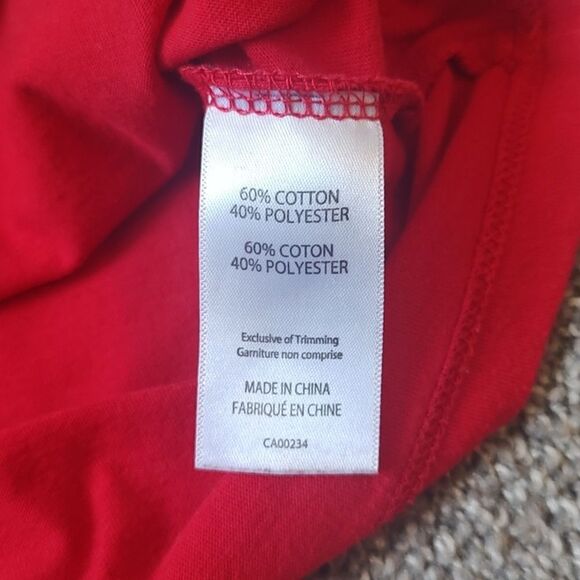 60% COTTON
40% POLYESTER
60% COTON
40% POLYESTER
Exclusive of Trimming
Garniture non comprise
MADE IN CHINA
FABRIQUÉ EN CHINE
CA00234